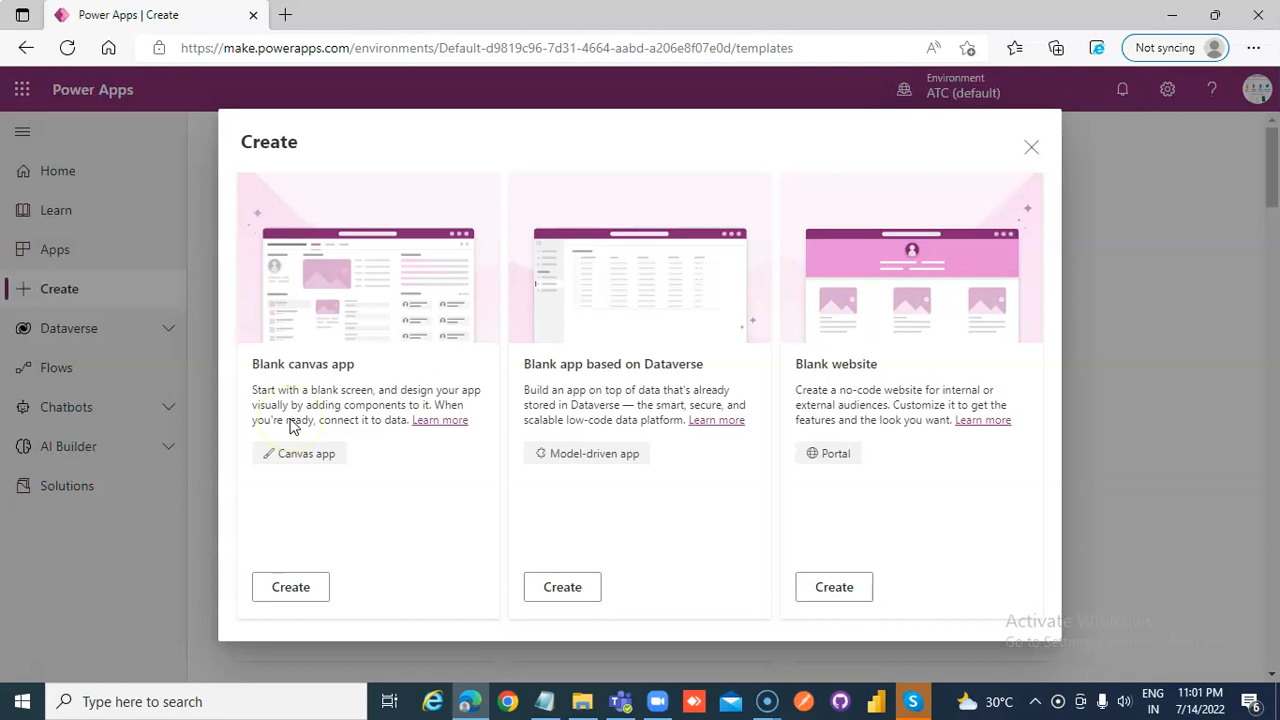 Power Apps | Create
https://make.powerapps.com/environments/Default-d9819c96-7d31-4664-aabd-a206e8f07e0d/templates
Not syncing
Power Apps
Environment
ATC (default)
Home
Learn
Apps
Create
Dataverse
Flows
Chatbots
AI Builder
Solutions
Create
Blank canvas app
Start with a blank screen, and design your app
visually by adding components to it. When
you're ready, connect it to data. Learn more
Canvas app
Create
Blank app based on Dataverse
Build an app on top of data that's already
stored in Dataverse — the smart, secure, and
scalable low-code data platform. Learn more
Model-driven app
Create
Blank website
Create a no-code website for internal or
external audiences. Customize it to get the
features and the look you want. Learn more
Portal
Create
Activate Windows
Go to Settings
Type here to search
30°C
ENG
IN
11:01 PM
7/14/2022
6